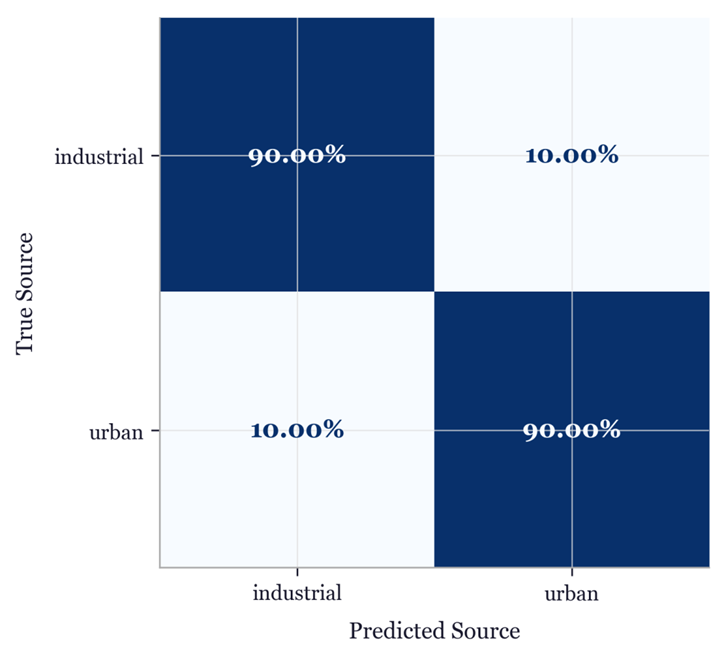 True Source
industrial
90.00%
10.00%
urban
10.00%
90.00%
industrial
urban
Predicted Source